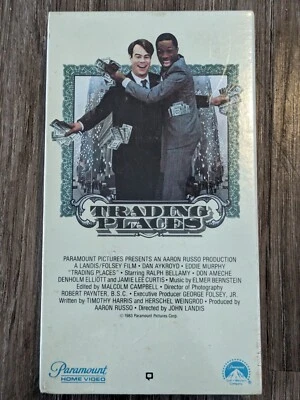 TRADING
PLACES
PARAMOUNT PICTURES PRESENTS AN AARON RUSSO PRODUCTION
A LANDIS/FOLSEY FILM • DAN AYKROYD • EDDIE MURPHY
"TRADING PLACES" • Starring RALPH BELLAMY • DON AMECHE
DENHOLM ELLIOTT and JAMIE LEE CURTIS • Music by ELMER BERNSTEIN
Edited by MALCOLM CAMPBELL • Director of Photography
ROBERT PAYNTER, B.S.C. • Executive Producer GEORGE FOLSEY, JR.
Written by TIMOTHY HARRIS and HERSCHEL WEINGROD • Produced by
AARON RUSSO • Directed by JOHN LANDIS
© 1983 Paramount Pictures Corp.
Paramount
HOME VIDEO